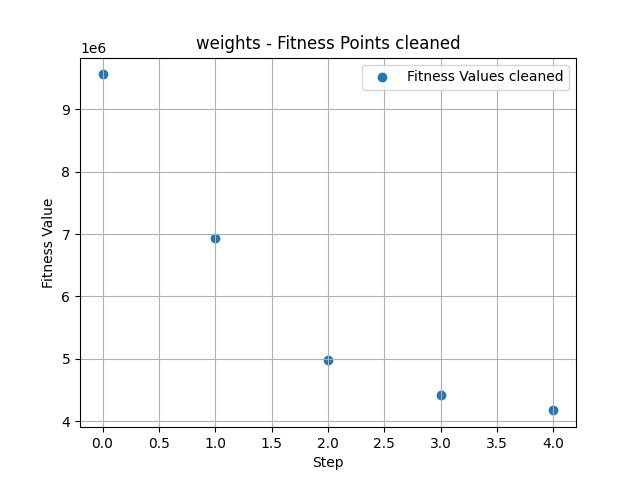 weights - Fitness Points cleaned
1e6
Fitness Values cleaned
9
8
7
6
5
4
Fitness Value
0.0 0.5 1.0 1.5 2.0 2.5 3.0 3.5 4.0
Step